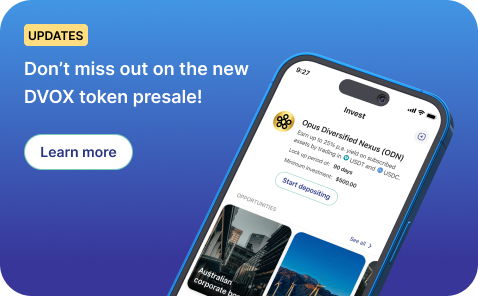 UPDATES
Don’t miss out on the new
DVOX token presale!
Learn more
9:27
Invest
Opus Diversified Nexus (ODN)
Earn up to 25% p.a. yield on subscribed
assets by trading in USDT and USDC.
Lock up period of: 90 days
Minimum investment: $500.00
Start depositing
OPPORTUNITIES
See all
Australian
corporate